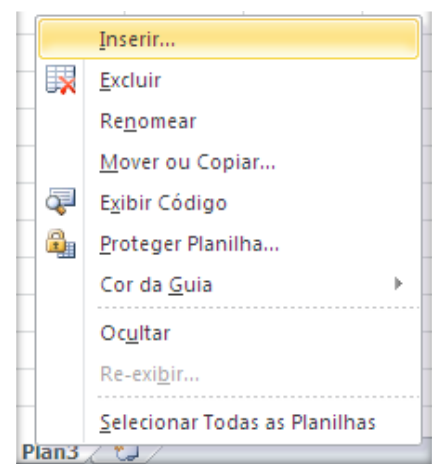 Inserir...
Excluir
Renomear
Mover ou Copiar...
Exibir Código
Proteger Planilha...
Cor da Guia
Ocultar
Re-exibir...
Selecionar Todas as Planilhas
Plan3